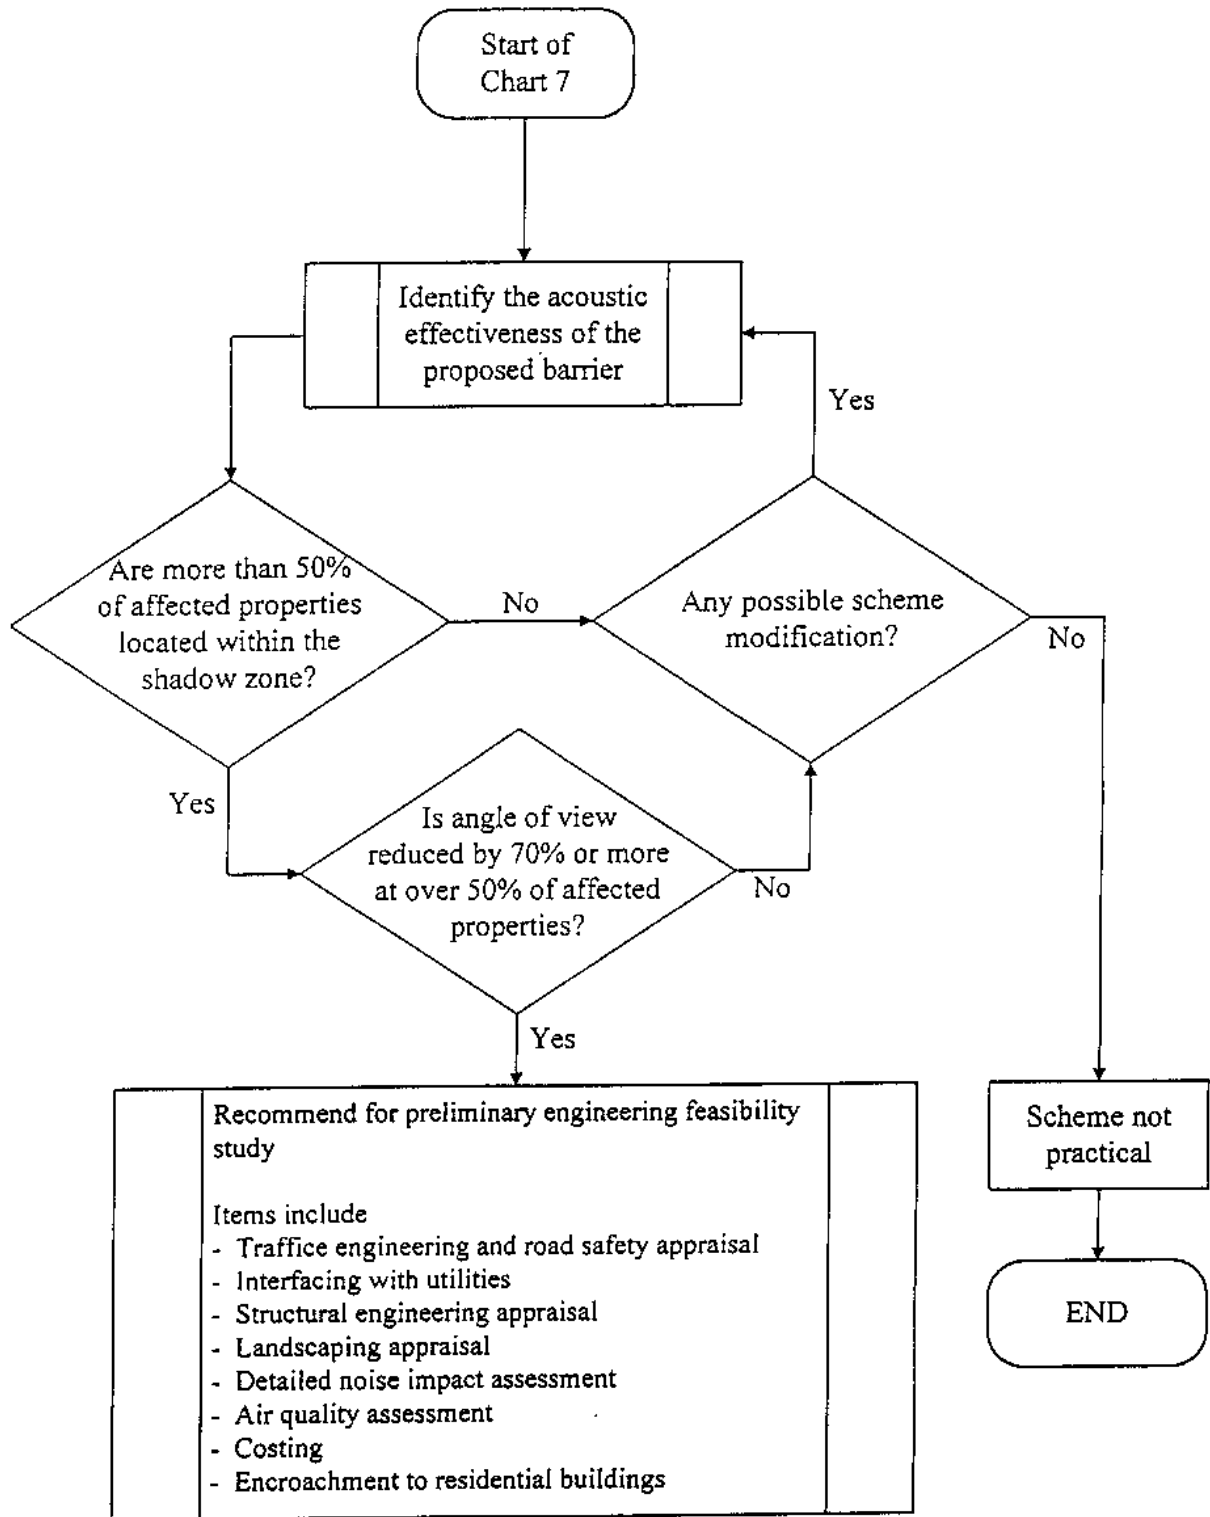 Start of
Chart 7
Identify the acoustic
effectiveness of the
proposed barrier
Yes
Are more than 50%
of affected properties
located within the
shadow zone?
No
Any possible scheme
modification?
No
Yes
Is angle of view
reduced by 70% or more
at over 50% of affected
properties?
No
Yes
Recommend for preliminary engineering feasibility
study
Items include
- Traffice engineering and road safety appraisal
- Interfacing with utilities
- Structural engineering appraisal
- Landscaping appraisal
- Detailed noise impact assessment
- Air quality assessment
- Costing
- Encroachment to residential buildings
Scheme not
practical
END